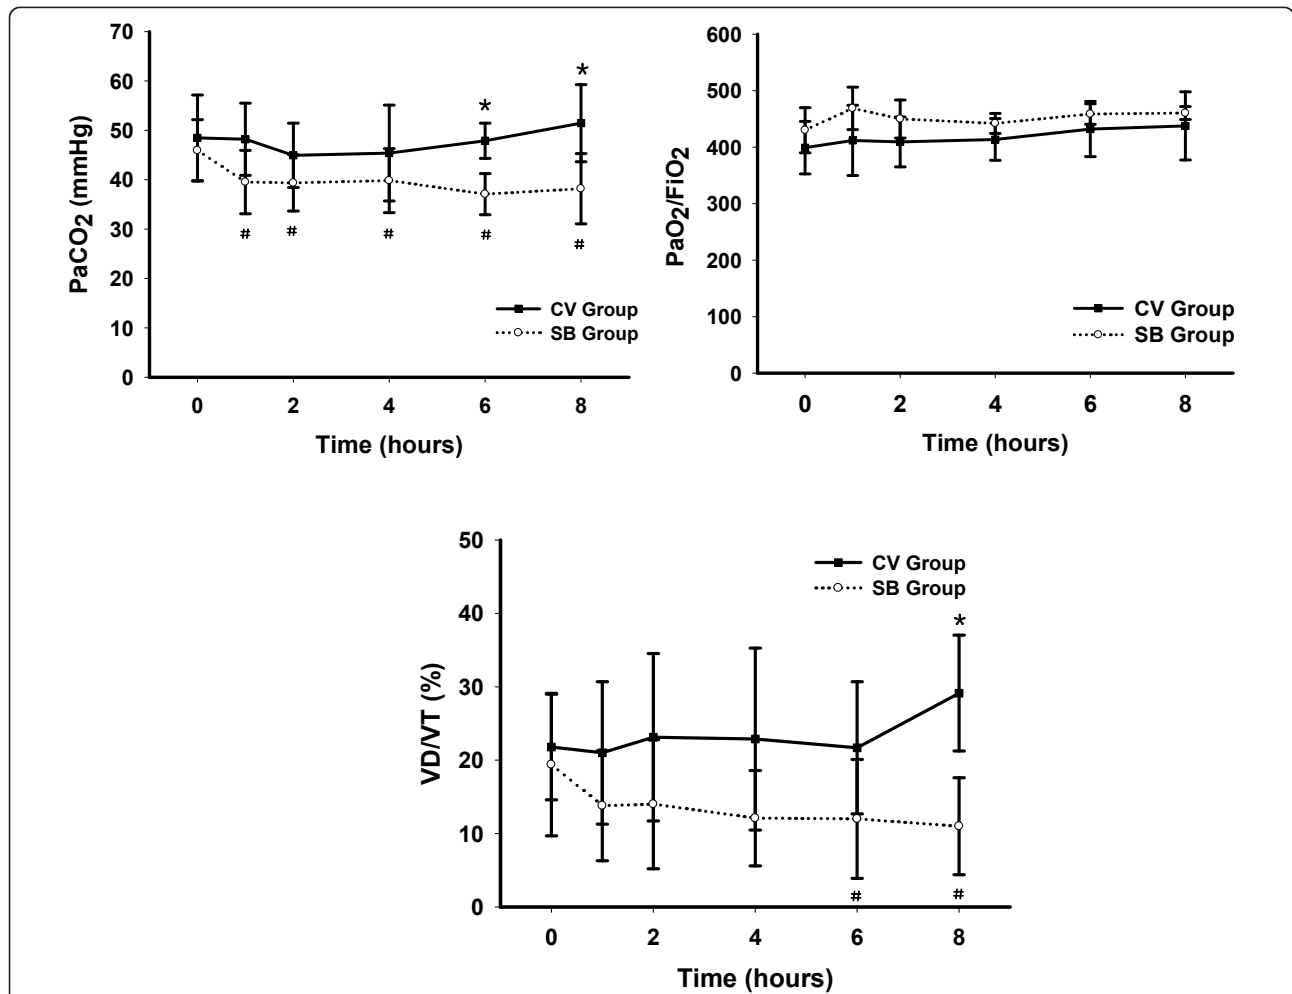 70
60
50
40
30
20
10
0
PaCO2 (mmHg)
*
*
# # # # #
CV Group
SB Group
0 2 4 6 8
Time (hours)
600
500
400
300
200
100
0
PaO2/FiO2
CV Group
SB Group
0 2 4 6 8
Time (hours)
50
40
30
20
10
0
VD/VT (%)
CV Group
SB Group
*
# #
0 2 4 6 8
Time (hours)